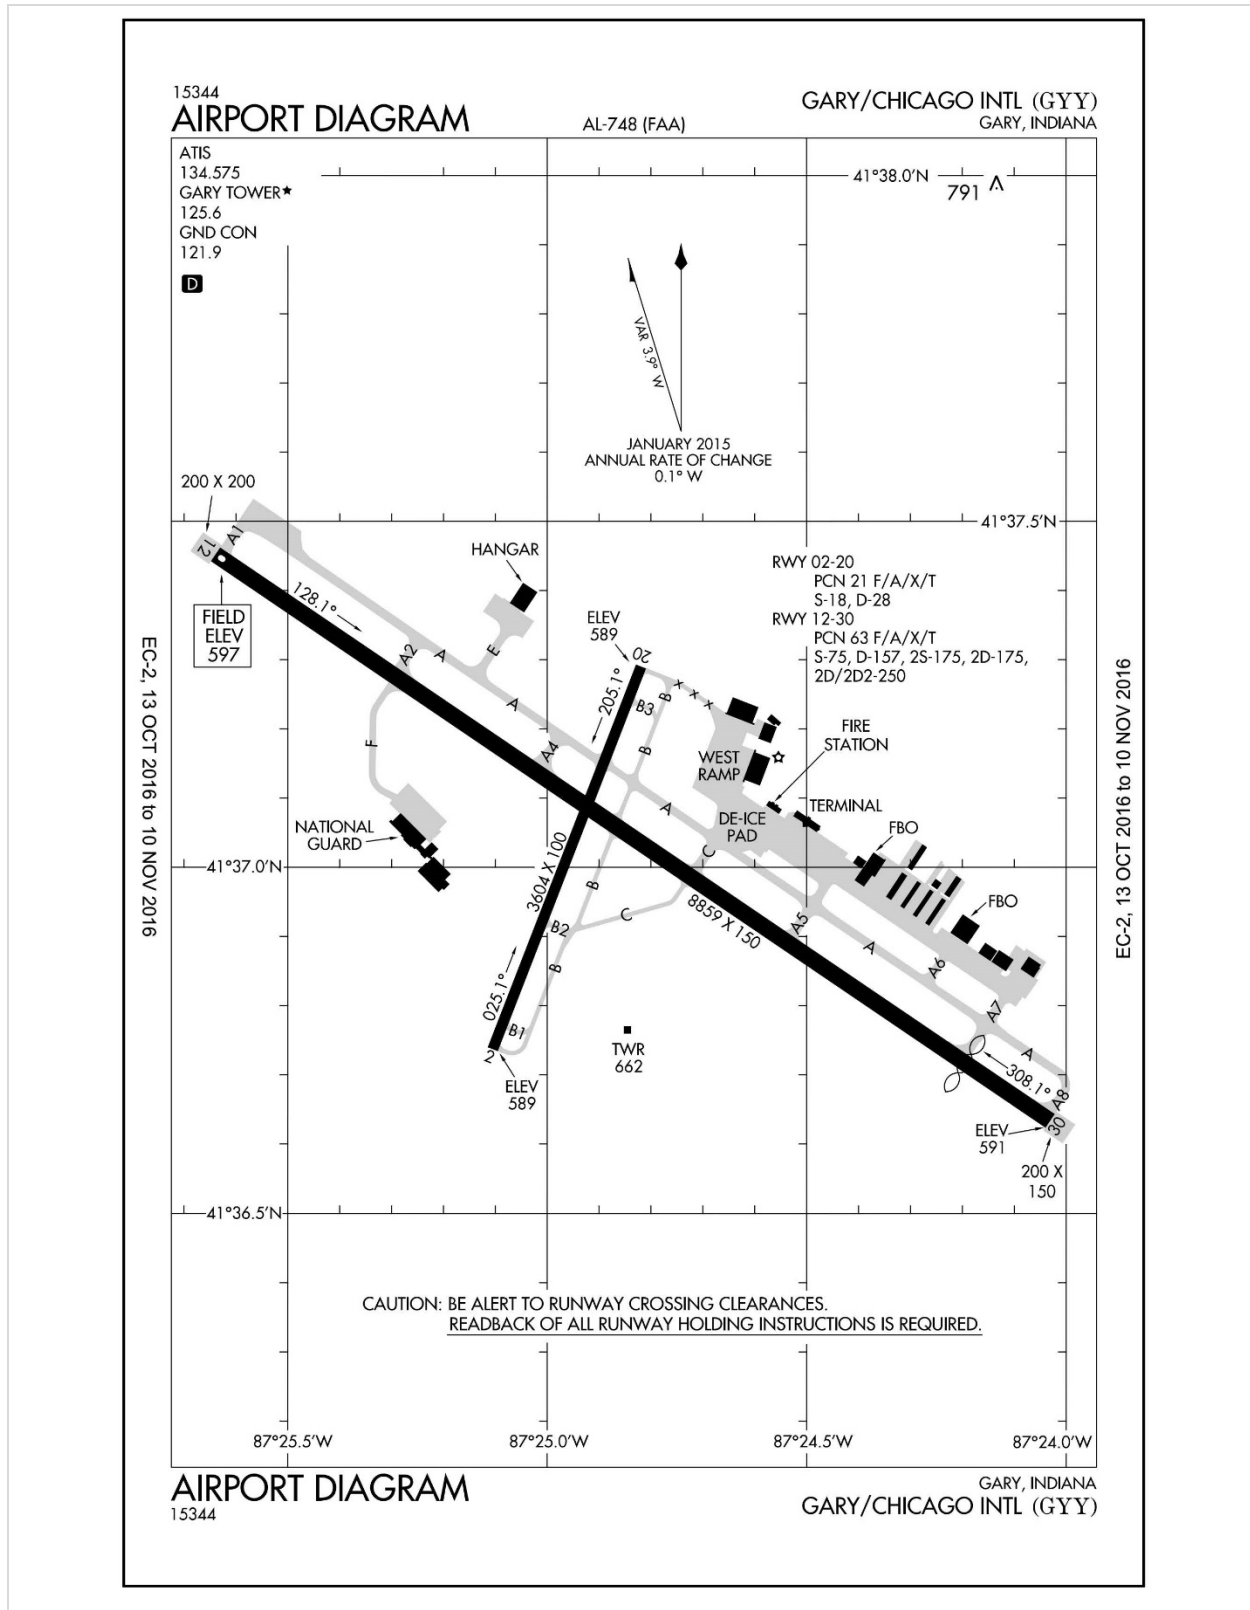 15344
AIRPORT DIAGRAM
AL-748 (FAA)
GARY/CHICAGO INTL (GYY)
GARY, INDIANA
ATIS
134.575
GARY TOWER★
125.6
GND CON
121.9
D
41°38.0'N
791
VAR 3.9° W
JANUARY 2015
ANNUAL RATE OF CHANGE
0.1° W
200 X 200
41°37.5'N
12
A1
HANGAR
128.1°
FIELD
ELEV
597
RWY 02-20
PCN 21 F/A/X/T
S-18, D-28
RWY 12-30
PCN 63 F/A/X/T
S-75, D-157, 2S-175, 2D-175,
2D/2D2-250
ELEV
589
20
A2
A
E
205.1°
B
X X X
B3
A
F
A4
B
WEST
RAMP
FIRE
STATION
A
DE-ICE
PAD
TERMINAL
FBO
NATIONAL
GUARD
C
41°37.0'N
3604 X 100
B
8859 X 150
FBO
C
B2
A5
A
A6
B
025.1°
B1
2
ELEV
589
TWR
662
A7
A
308.1°
A8
30
ELEV
591
200 X
150
41°36.5'N
CAUTION: BE ALERT TO RUNWAY CROSSING CLEARANCES.
READBACK OF ALL RUNWAY HOLDING INSTRUCTIONS IS REQUIRED.
87°25.5'W
87°25.0'W
87°24.5'W
87°24.0'W
AIRPORT DIAGRAM
15344
GARY, INDIANA
GARY/CHICAGO INTL (GYY)
EC-2, 13 OCT 2016 to 10 NOV 2016
EC-2, 13 OCT 2016 to 10 NOV 2016